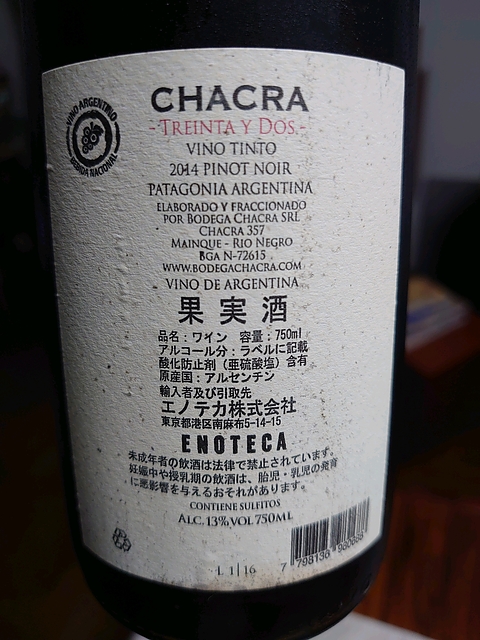 VINO ARGENTINO
BEBIDA NACIONAL
CHACRA
- TREINTA Y DOS -
VINO TINTO
2014 PINOT NOIR
PATAGONIA ARGENTINA
ELABORADO Y FRACCIONADO
POR BODEGA CHACRA SRL
CHACRA 357
MAINQUE - RIO NEGRO
BGA N-72615
WWW.BODEGACHACRA.COM
VINO DE ARGENTINA
果実酒
品名：ワイン 容量：750ml
アルコール分：ラベルに記載
酸化防止剤（亜硫酸塩）含有
原産国：アルゼンチン
輸入者及び引取先
エノテカ株式会社
東京都港区南麻布5-14-15
ENOTECA
未成年者の飲酒は法律で禁止されています。
妊娠中や授乳期の飲酒は、胎児・乳児の発育
に悪影響を与えるおそれがあります。
CONTIENE SULFITOS
ALC. 13% VOL 750ML
L 1|16
7 798138 980688